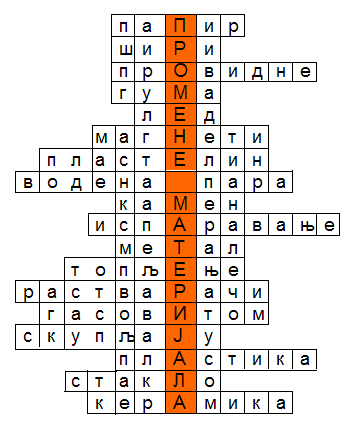 паПир
шиРи
прОвидне
гуМа
лЕд
магНети
пластЕлин
водена пара
каМен
испАравање
меТал
топљЕње
растваРачи
гасовИтом
скупљаЈу
плАстика
стакЛо
керАмика